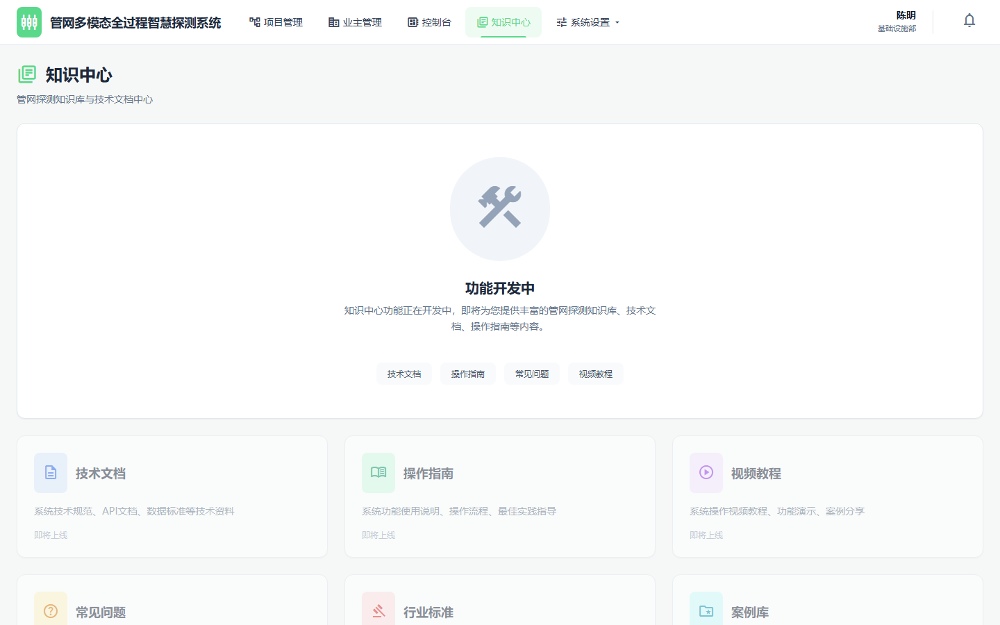 管网多模态全过程智慧探测系统
项目管理
业主管理
控制台
知识中心
系统设置
陈明
基础设施部
知识中心
管网探测知识库与技术文档中心
功能开发中
知识中心功能正在开发中，即将为您提供丰富的管网探测知识库、技术文
档、操作指南等内容。
技术文档
操作指南
常见问题
视频教程
技术文档
系统技术规范、API文档、数据标准等技术资料
即将上线
操作指南
系统功能使用说明、操作流程、最佳实践指导
即将上线
视频教程
系统操作视频教程、功能演示、案例分享
即将上线
常见问题
行业标准
案例库